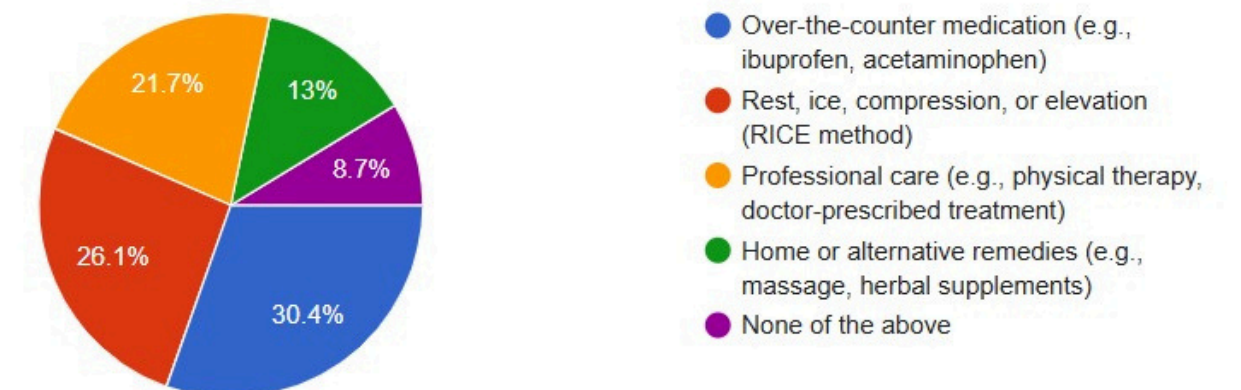 21.7%
13%
8.7%
26.1%
30.4%
Over-the-counter medication (e.g.,
ibuprofen, acetaminophen)
Rest, ice, compression, or elevation
(RICE method)
Professional care (e.g., physical therapy,
doctor-prescribed treatment)
Home or alternative remedies (e.g.,
massage, herbal supplements)
None of the above